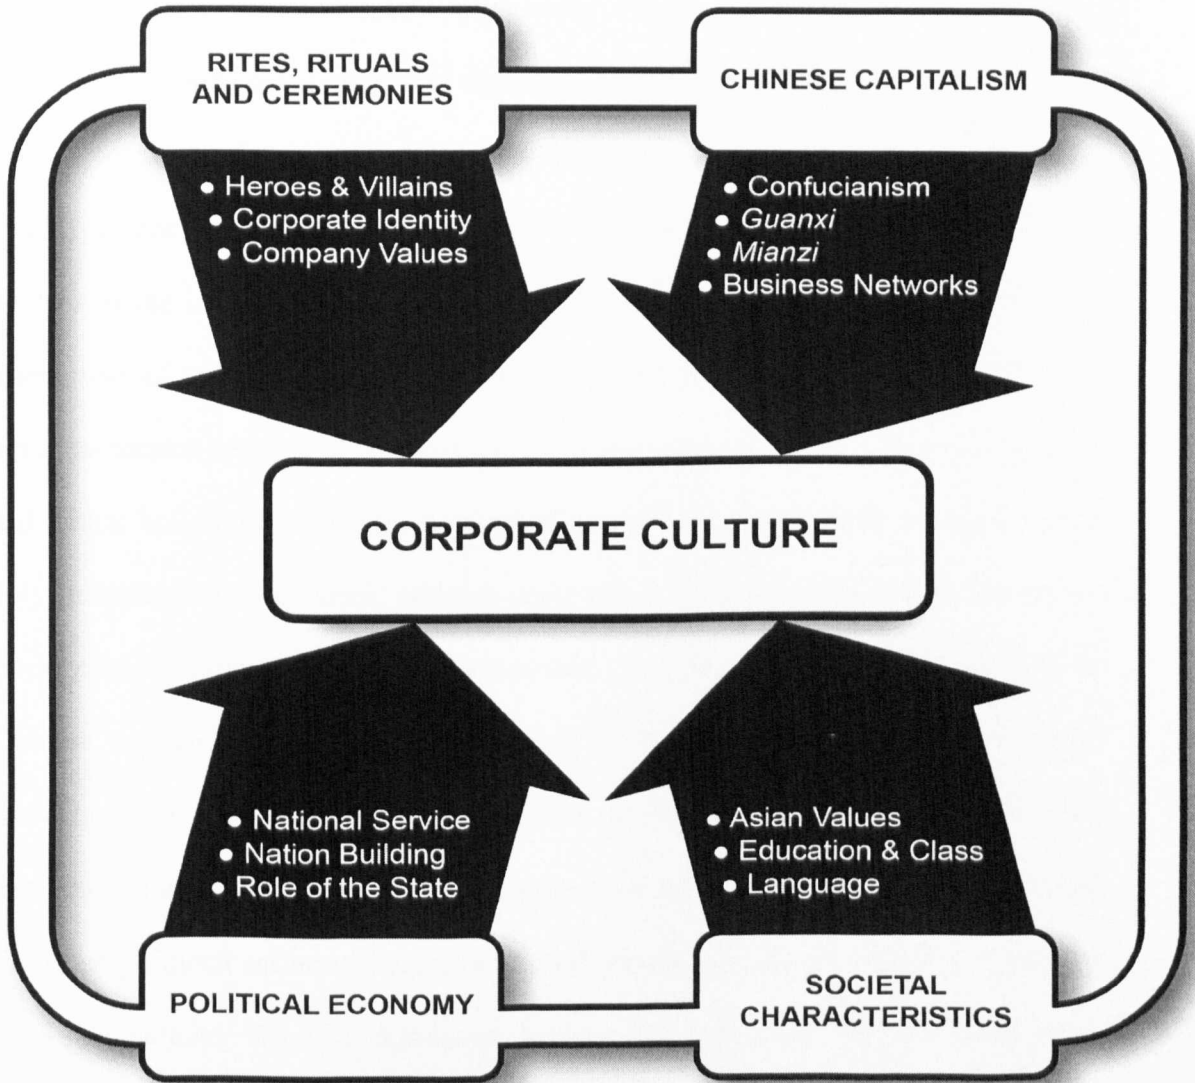 RITES, RITUALS
AND CEREMONIES
CHINESE CAPITALISM
• Heroes & Villains
• Corporate Identity
• Company Values
• Confucianism
• Guanxi
• Mianzi
• Business Networks
CORPORATE CULTURE
• National Service
• Nation Building
• Role of the State
• Asian Values
• Education & Class
• Language
POLITICAL ECONOMY
SOCIETAL
CHARACTERISTICS